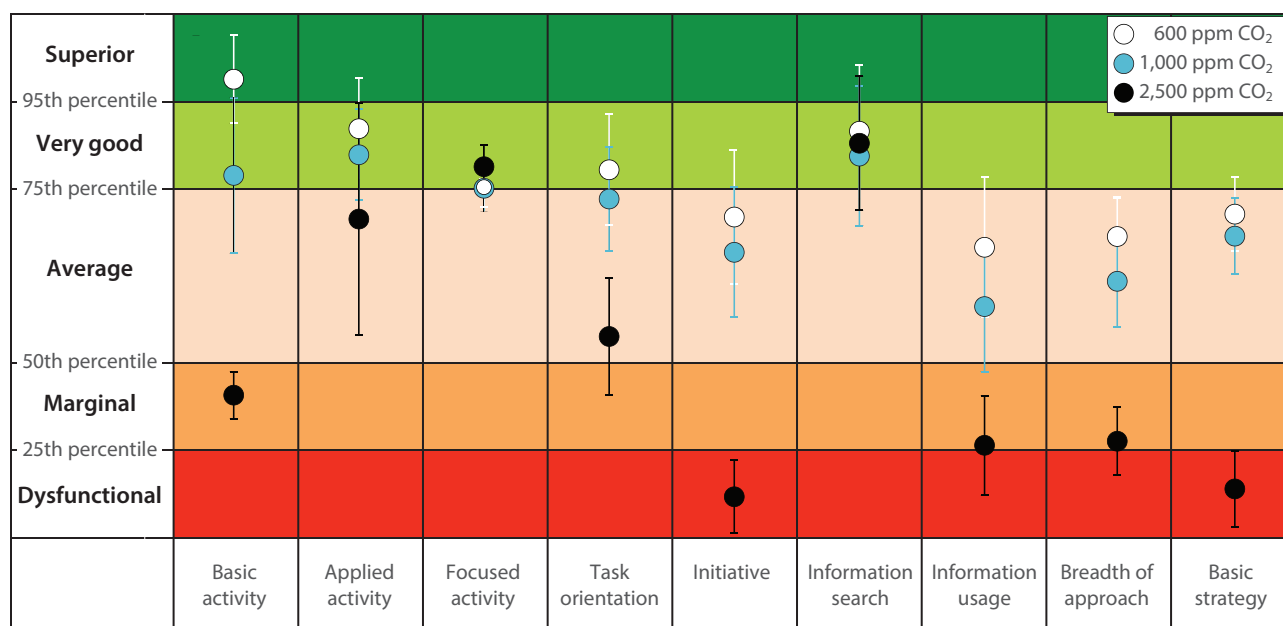 Superior
95th percentile
Very good
75th percentile
Average
50th percentile
Marginal
25th percentile
Dysfunctional
600 ppm CO₂
1,000 ppm CO₂
2,500 ppm CO₂
Basic
activity
Applied
activity
Focused
activity
Task
orientation
Initiative
Information
search
Information
usage
Breadth of
approach
Basic
strategy